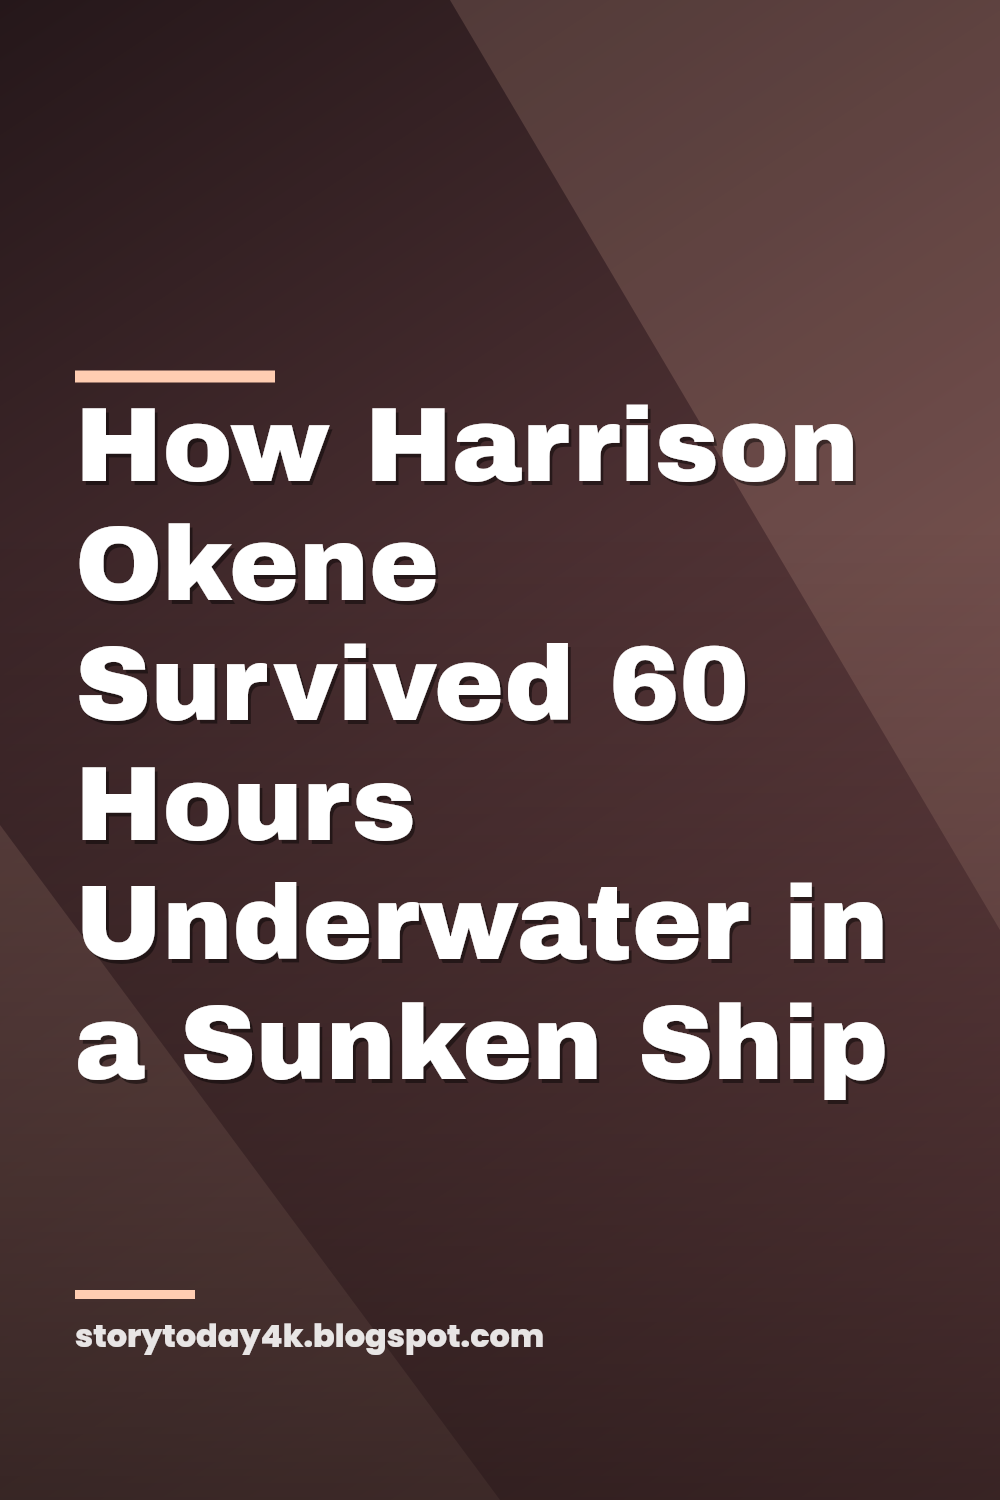 How Harrison
Okene
Survived 60
Hours
Underwater in
a Sunken Ship
storytoday4k.blogspot.com